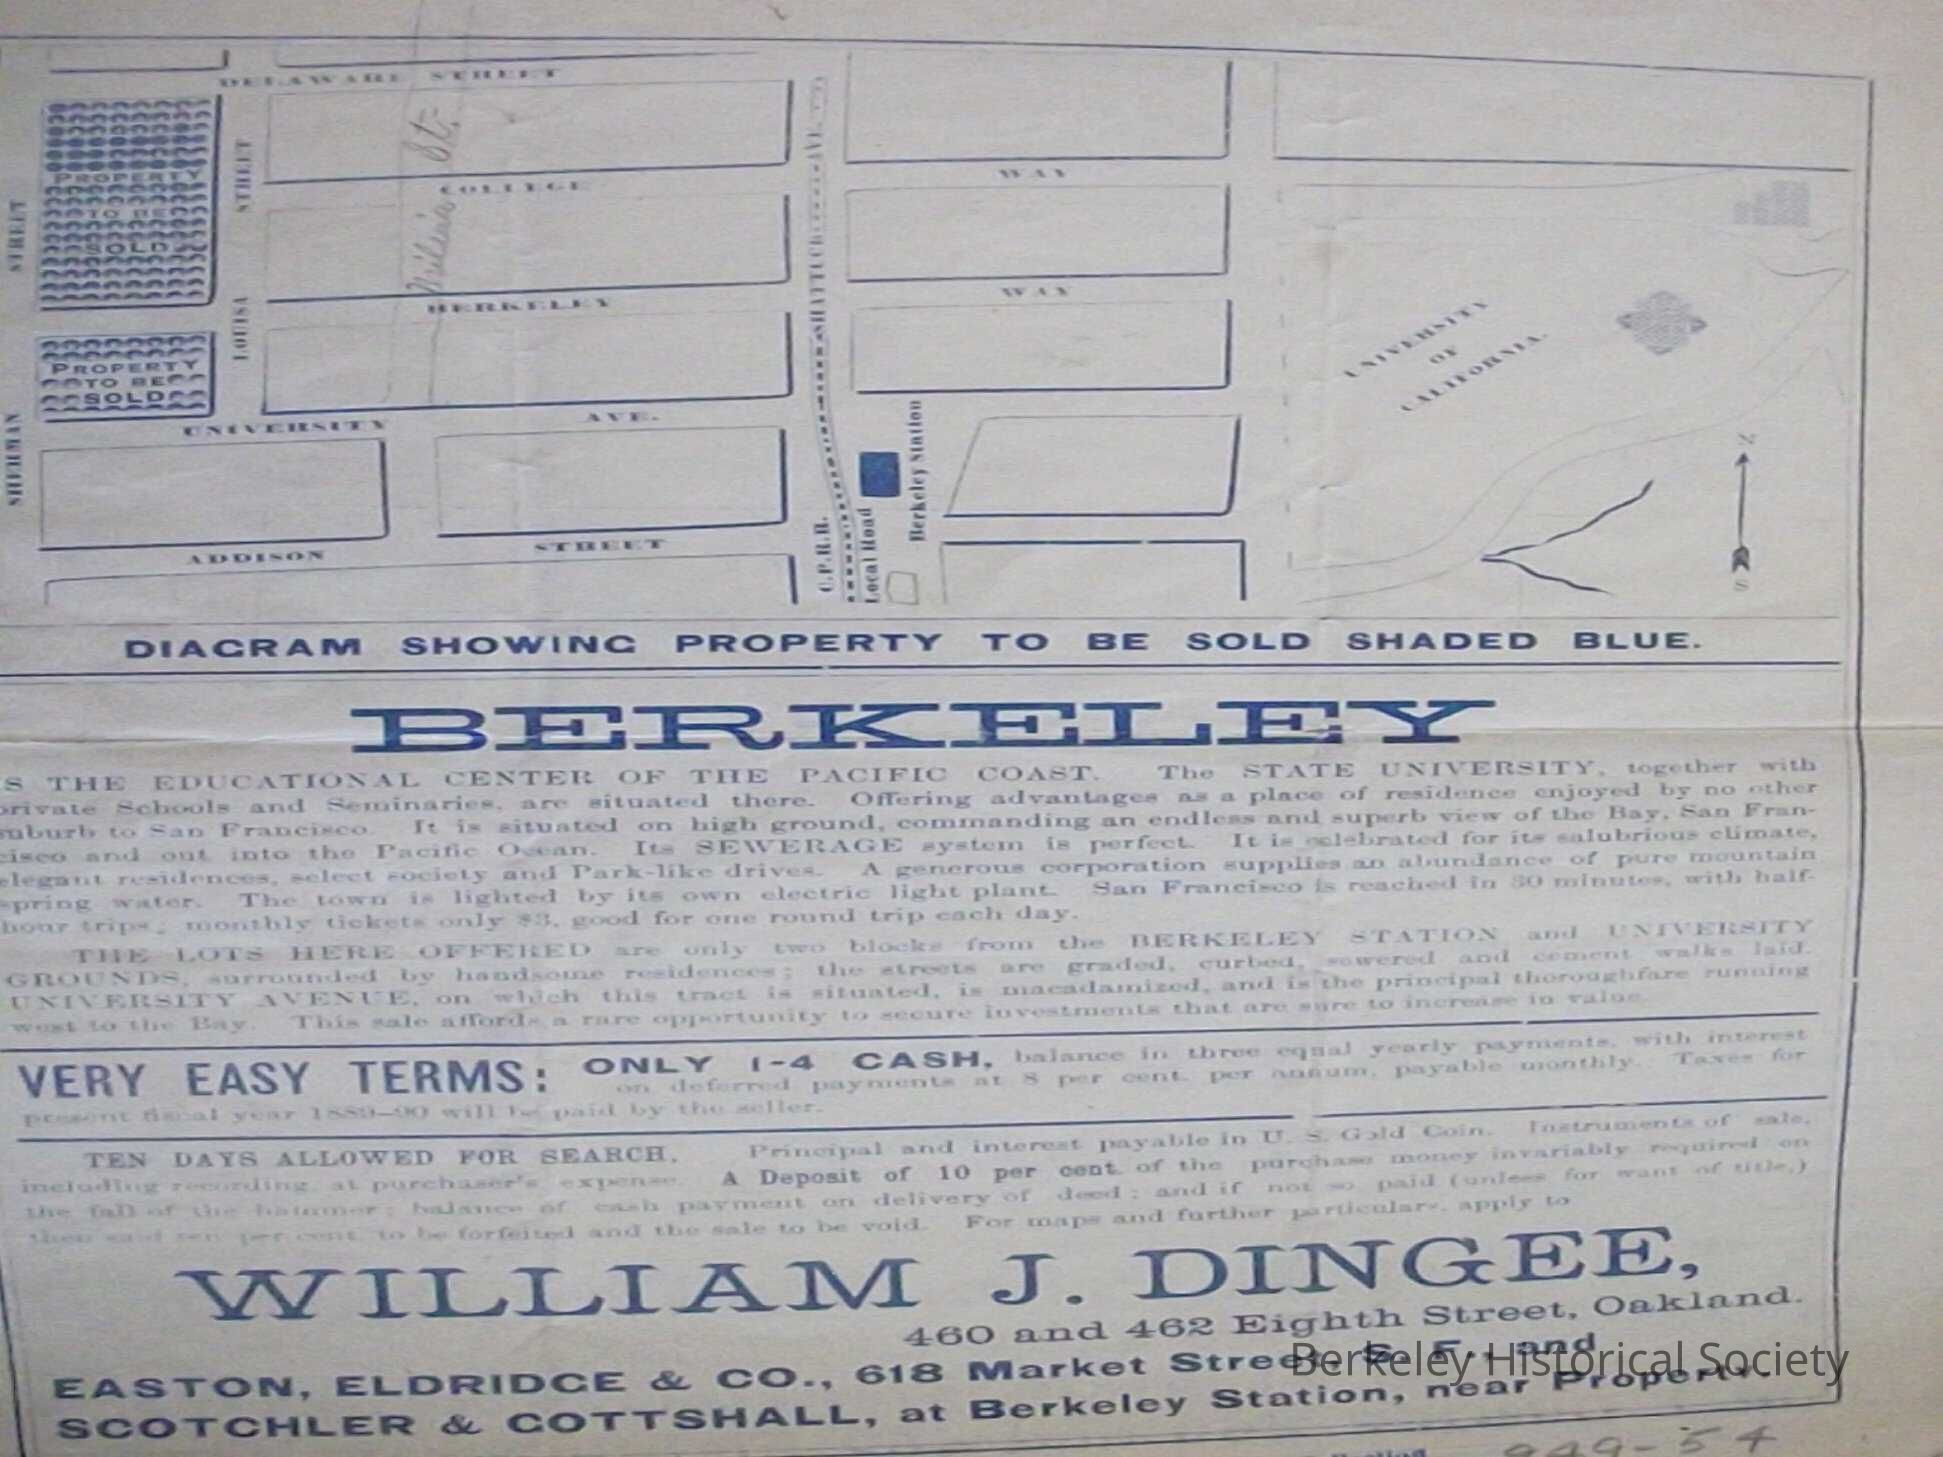 DELAWARE STREET
STREET
PROPERTY
TO BE
SOLD
STREET
Milvia St.
COLLEGE WAY
SHATTUCK AVE.
LOUISA
BERKELEY WAY
PROPERTY
TO BE
SOLD
SHERMAN
UNIVERSITY AVE.
UNIVERSITY
OF
CALIFORNIA.
Berkeley Station
N
S
C.P.R.R.
Local Road
ADDISON STREET
DIAGRAM SHOWING PROPERTY TO BE SOLD SHADED BLUE.
BERKELEY
S THE EDUCATIONAL CENTER OF THE PACIFIC COAST. The STATE UNIVERSITY, together with
private Schools and Seminaries, are situated there. Offering advantages as a place of residence enjoyed by no other
suburb to San Francisco. It is situated on high ground, commanding an endless and superb view of the Bay, San Fran-
cisco and out into the Pacific Ocean. Its SEWERAGE system is perfect. It is celebrated for its salubrious climate,
elegant residences, select society and Park-like drives. A generous corporation supplies an abundance of pure mountain
spring water. The town is lighted by its own electric light plant. San Francisco is reached in 30 minutes, with half-
hour trips; monthly tickets only $3, good for one round trip each day.
THE LOTS HERE OFFERED are only two blocks from the BERKELEY STATION and UNIVERSITY
GROUNDS, surrounded by handsome residences; the streets are graded, curbed, sewered and cement walks laid.
UNIVERSITY AVENUE, on which this tract is situated, is macadamized, and is the principal thoroughfare running
west to the Bay. This sale affords a rare opportunity to secure investments that are sure to increase in value.
VERY EASY TERMS: ONLY 1-4 CASH, balance in three equal yearly payments, with interest
on deferred payments at 8 per cent. per annum, payable monthly. Taxes for
present fiscal year 1889-90 will be paid by the seller.
TEN DAYS ALLOWED FOR SEARCH. Principal and interest payable in U. S. Gold Coin. Instruments of sale,
including recording, at purchaser's expense. A Deposit of 10 per cent. of the purchase money invariably required on
the fall of the hammer; balance of cash payment on delivery of deed; and if not so paid (unless for want of title,)
then said ten per cent. to be forfeited and the sale to be void. For maps and further particulars, apply to
WILLIAM J. DINGEE,
460 and 462 Eighth Street, Oakland.
EASTON, ELDRIDGE & CO., 618 Market Street, S. F., and
SCOTCHLER & GOTTSHALL, at Berkeley Station, near Property.
Berkeley Historical Society
949-54